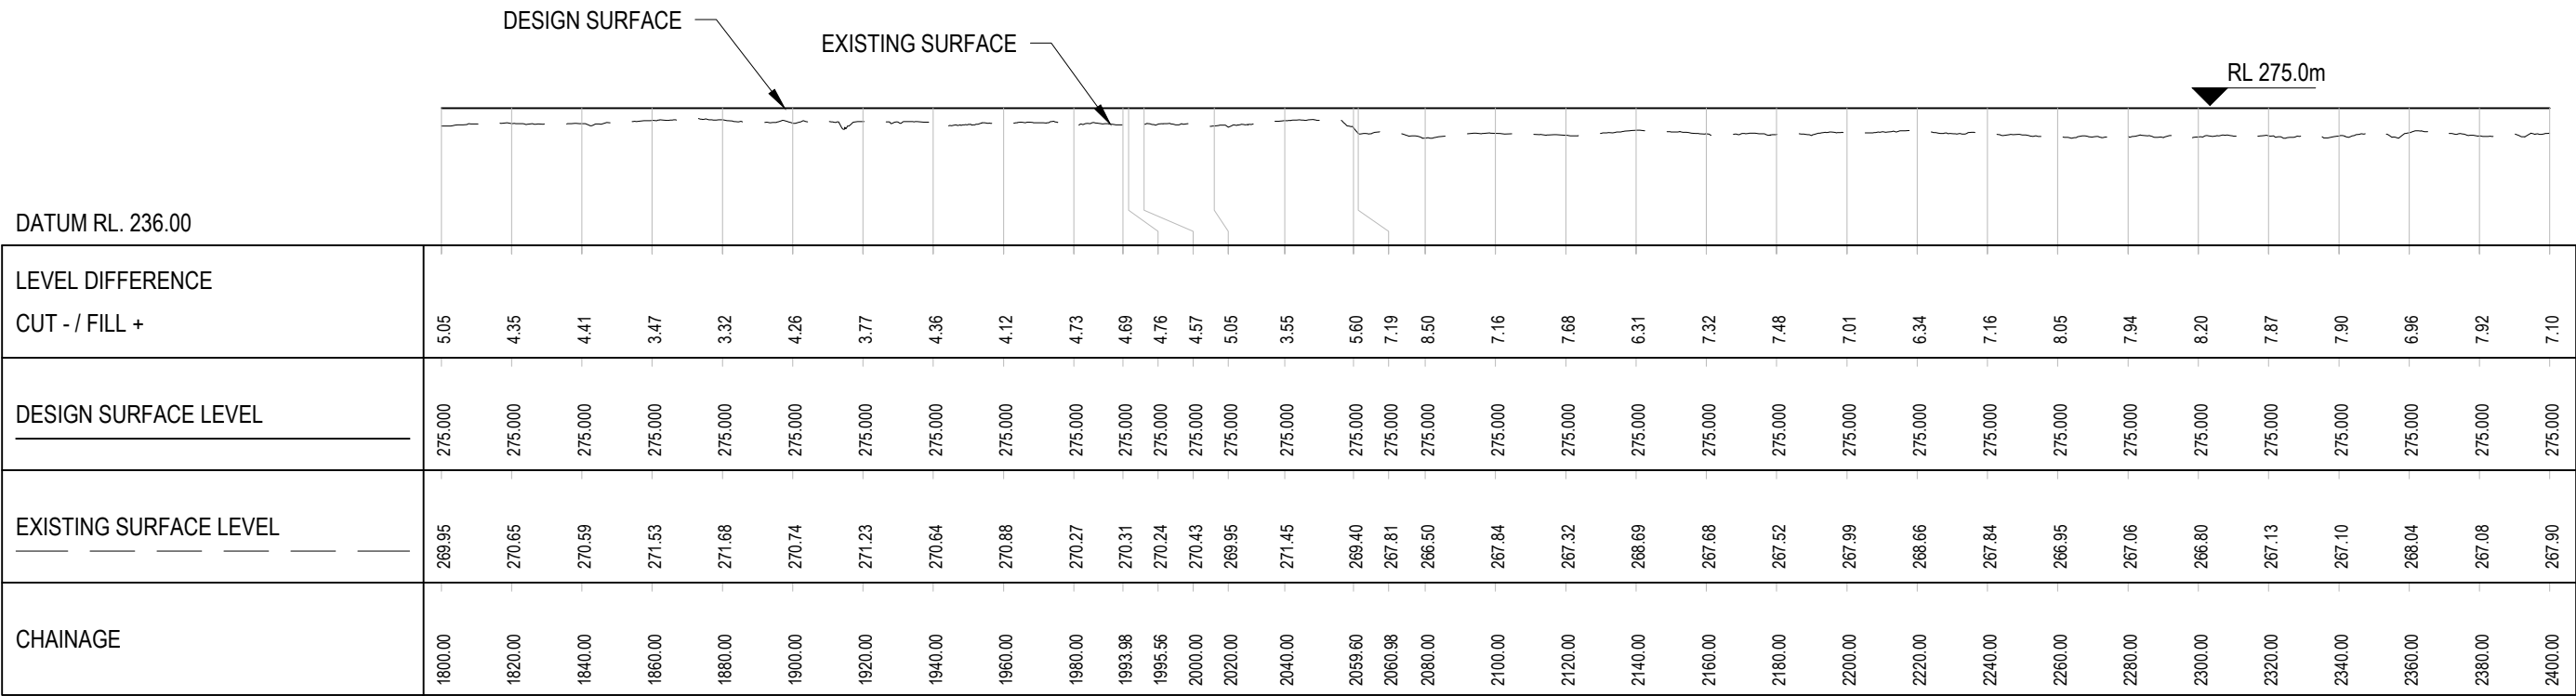 DESIGN SURFACE
EXISTING SURFACE
RL 275.0m
DATUM RL. 236.00
LEVEL DIFFERENCE
CUT - / FILL +
5.05 4.35 4.41 3.47 3.32 4.26 3.77 4.36 4.12 4.73 4.69 4.76 4.57 5.05 3.55 5.60 7.19 8.50 7.16 7.68 6.31 7.32 7.48 7.01 6.34 7.16 8.05 7.94 8.20 7.87 7.90 6.96 7.92 7.10
DESIGN SURFACE LEVEL
275.000 275.000 275.000 275.000 275.000 275.000 275.000 275.000 275.000 275.000 275.000 275.000 275.000 275.000 275.000 275.000 275.000 275.000 275.000 275.000 275.000 275.000 275.000 275.000 275.000 275.000 275.000 275.000 275.000 275.000 275.000 275.000 275.000 275.000
EXISTING SURFACE LEVEL
269.95 270.65 270.59 271.53 271.68 270.74 271.23 270.64 270.88 270.27 270.31 270.24 270.43 269.95 271.45 269.40 267.81 266.50 267.84 267.32 268.69 267.68 267.52 267.99 268.66 267.84 266.95 267.06 266.80 267.13 267.10 268.04 267.08 267.90
CHAINAGE
1800.00 1820.00 1840.00 1860.00 1880.00 1900.00 1920.00 1940.00 1960.00 1980.00 1993.98 1995.56 2000.00 2020.00 2040.00 2059.60 2060.98 2080.00 2100.00 2120.00 2140.00 2160.00 2180.00 2200.00 2220.00 2240.00 2260.00 2280.00 2300.00 2320.00 2340.00 2360.00 2380.00 2400.00